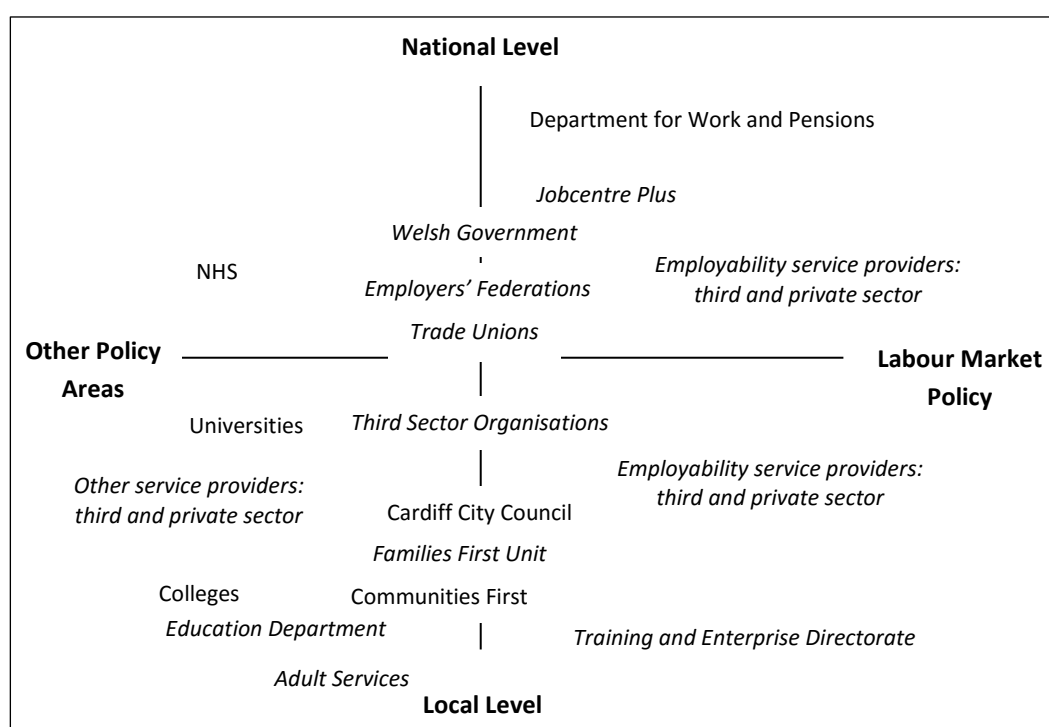 National Level
Department for Work and Pensions
Jobcentre Plus
Welsh Government
NHS
Employability service providers:
third and private sector
Employers’ Federations
Trade Unions
Other Policy
Areas
Labour Market
Policy
Universities
Third Sector Organisations
Other service providers:
third and private sector
Employability service providers:
third and private sector
Cardiff City Council
Families First Unit
Colleges
Communities First
Education Department
Training and Enterprise Directorate
Adult Services
Local Level